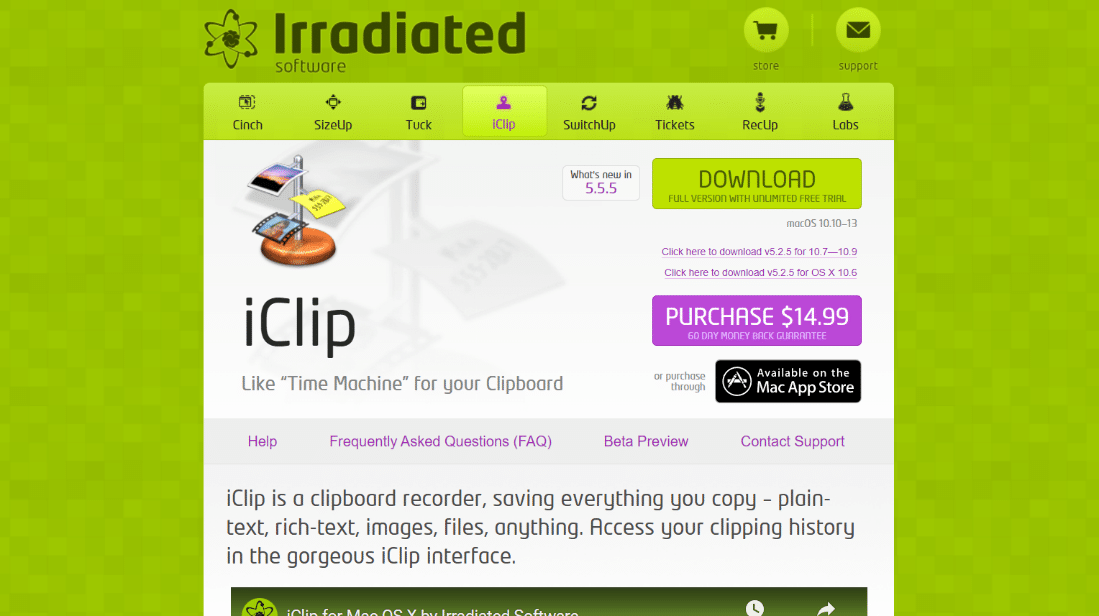 Irradiated
software
store
support
Cinch
SizeUp
Tuck
iClip
SwitchUp
Tickets
RecUp
Labs
What's new in
5.5.5
DOWNLOAD
FULL VERSION WITH UNLIMITED FREE TRIAL
macOS 10.10–13
Click here to download v5.2.5 for 10.7—10.9
Click here to download v5.2.5 for OS X 10.6
iClip
PURCHASE $14.99
60 DAY MONEY BACK GUARANTEE
Like “Time Machine” for your Clipboard
or purchase
through
Available on the
Mac App Store
Help
Frequently Asked Questions (FAQ)
Beta Preview
Contact Support
iClip is a clipboard recorder, saving everything you copy – plain-
text, rich-text, images, files, anything. Access your clipping history
in the gorgeous iClip interface.
iClip for Mac OS X by Irradiated Software